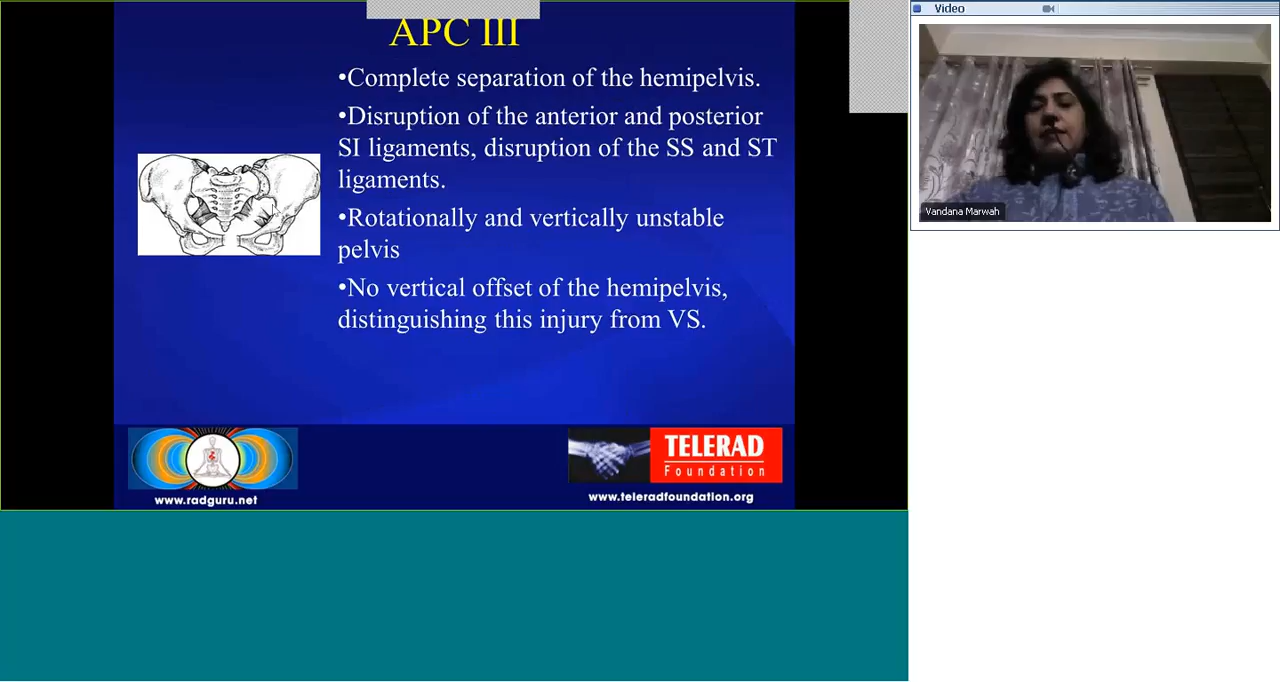 APC III
•Complete separation of the hemipelvis.
•Disruption of the anterior and posterior
SI ligaments, disruption of the SS and ST
ligaments.
•Rotationally and vertically unstable
pelvis
•No vertical offset of the hemipelvis,
distinguishing this injury from VS.
www.radguru.net
TELERAD
Foundation
www.teleradfoundation.org
Video
Vandana Marwah